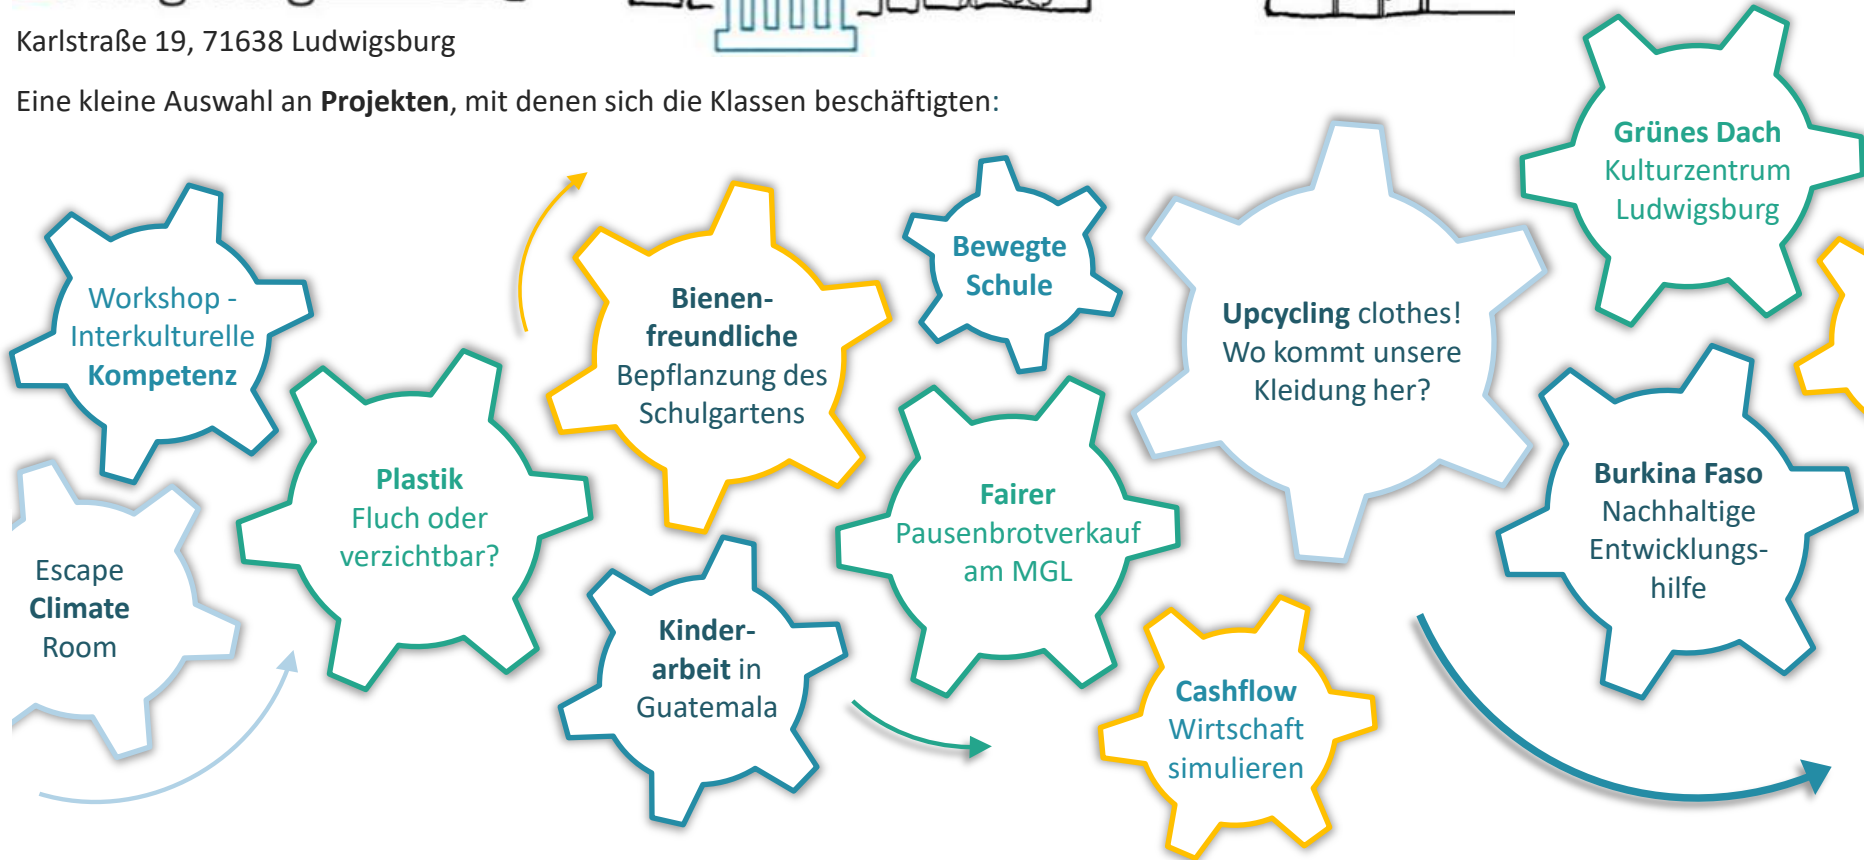 Karlstraße 19, 71638 Ludwigsburg
Eine kleine Auswahl an Projekten, mit denen sich die Klassen beschäftigten:
Workshop -
Interkulturelle
Kompetenz
Escape
Climate
Room
Plastik
Fluch oder
verzichtbar?
Bienen-
freundliche
Bepflanzung des
Schulgartens
Kinder-
arbeit in
Guatemala
Bewegte
Schule
Fairer
Pausenbrotverkauf
am MGL
Upcycling clothes!
Wo kommt unsere
Kleidung her?
Cashflow
Wirtschaft
simulieren
Grünes Dach
Kulturzentrum
Ludwigsburg
Burkina Faso
Nachhaltige
Entwicklungs-
hilfe